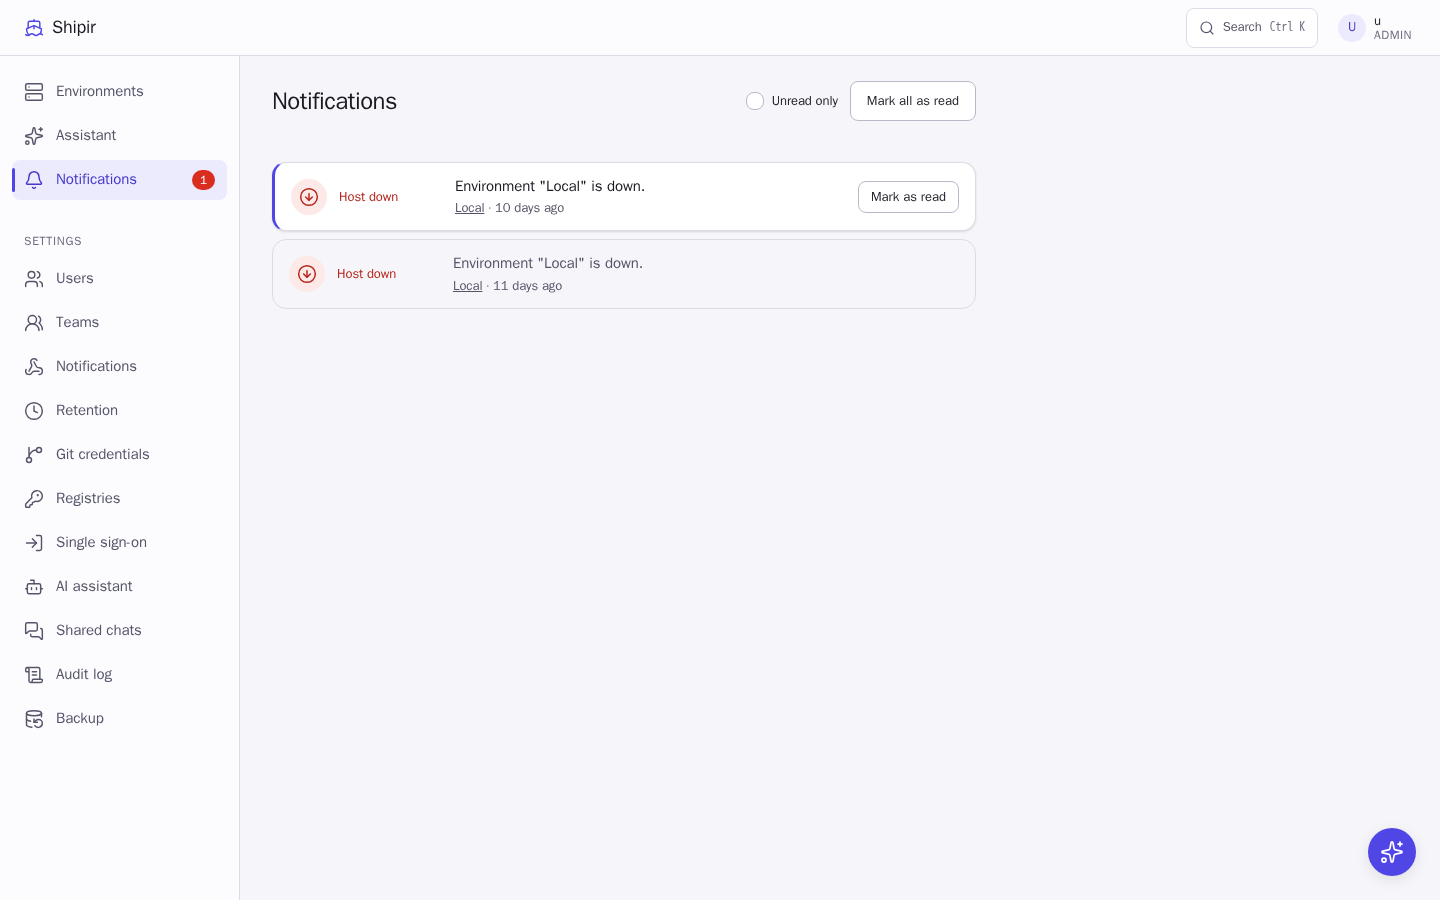 Shipir
Search Ctrl K
U
u
ADMIN
Environments
Assistant
Notifications 1
SETTINGS
Users
Teams
Notifications
Retention
Git credentials
Registries
Single sign-on
AI assistant
Shared chats
Audit log
Backup
Notifications
Unread only
Mark all as read
Host down
Environment "Local" is down.
Local · 10 days ago
Mark as read
Host down
Environment "Local" is down.
Local · 11 days ago